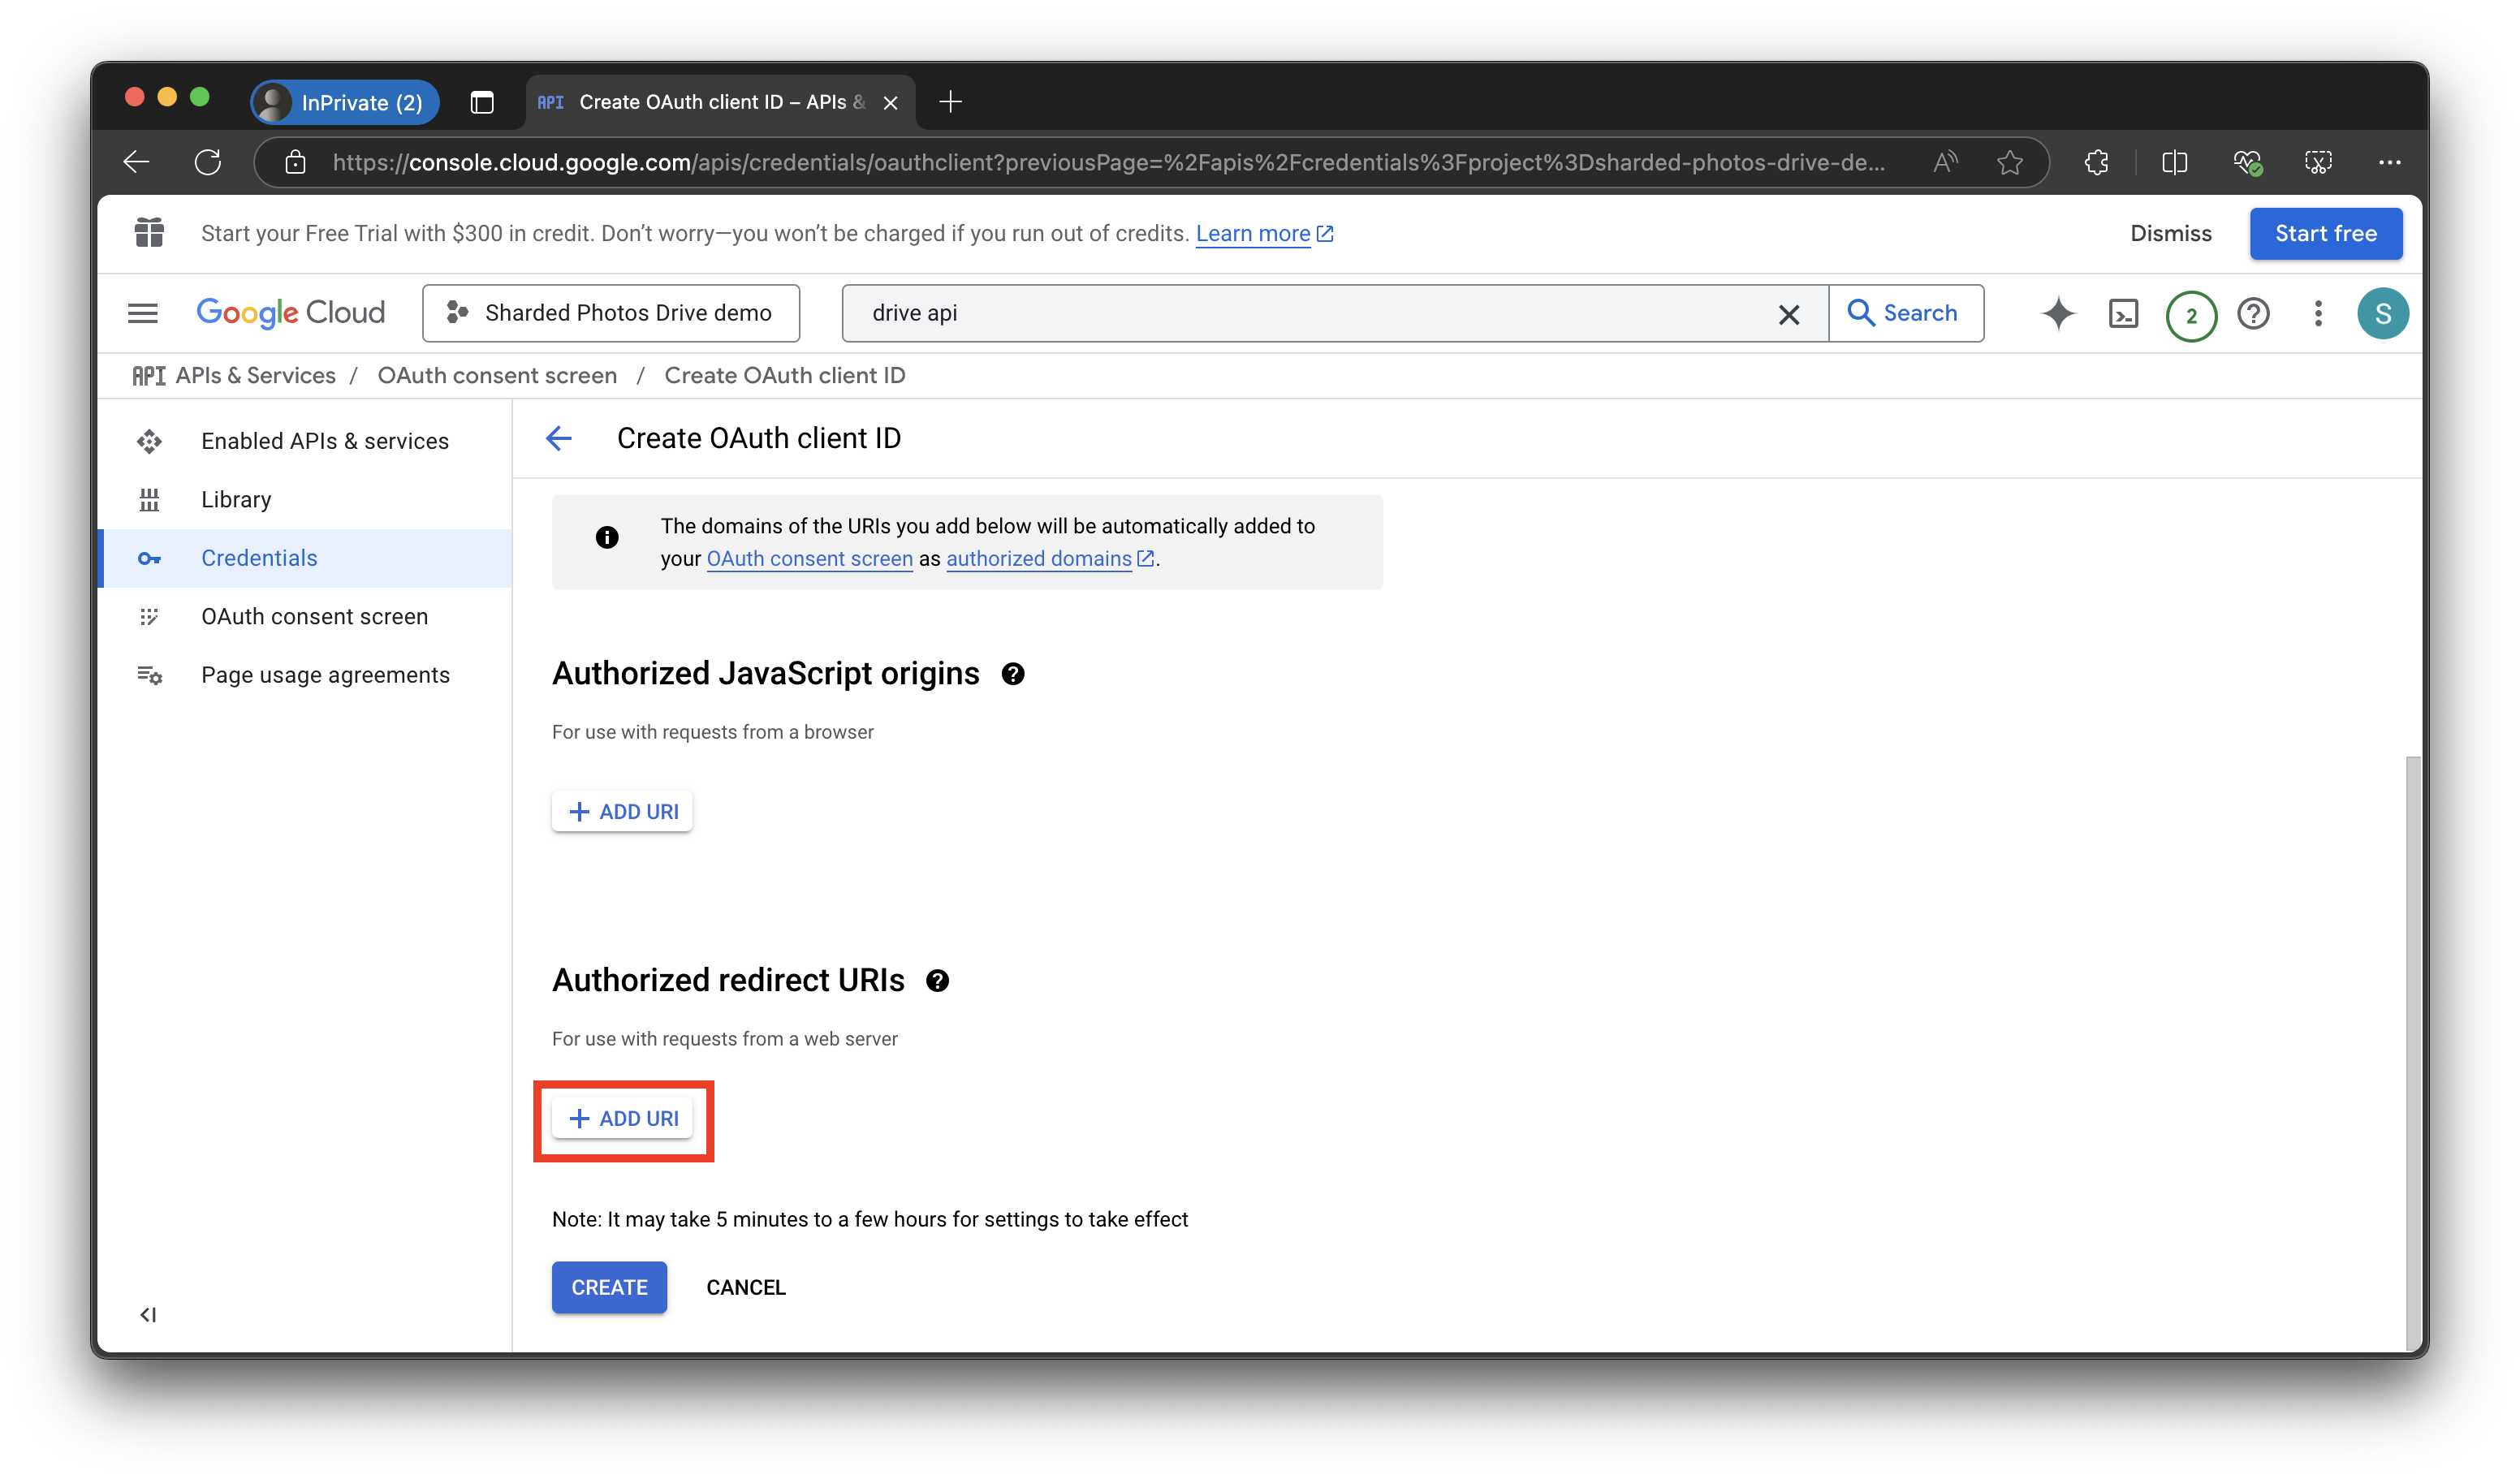 InPrivate (2)
API Create OAuth client ID – APIs &
https://console.cloud.google.com/apis/credentials/oauthclient?previousPage=%2Fapis%2Fcredentials%3Fproject%3Dsharded-photos-drive-de...
Start your Free Trial with $300 in credit. Don’t worry—you won’t be charged if you run out of credits. Learn more
Dismiss
Start free
Google Cloud
Sharded Photos Drive demo
drive api
Search
2
S
API APIs & Services / OAuth consent screen / Create OAuth client ID
Enabled APIs & services
Library
Credentials
OAuth consent screen
Page usage agreements
Create OAuth client ID
The domains of the URIs you add below will be automatically added to
your OAuth consent screen as authorized domains.
Authorized JavaScript origins
For use with requests from a browser
+ ADD URI
Authorized redirect URIs
For use with requests from a web server
+ ADD URI
Note: It may take 5 minutes to a few hours for settings to take effect
CREATE
CANCEL